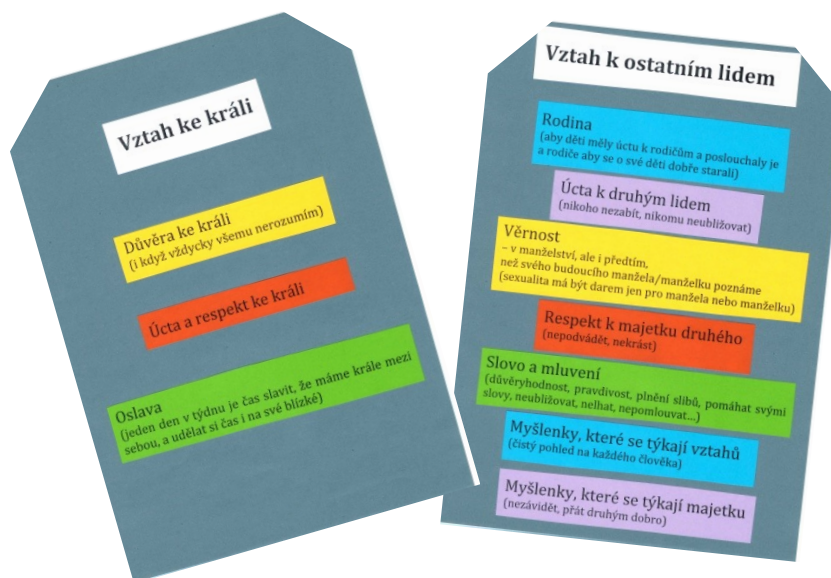 Vztah ke králi
Důvěra ke králi
(i když vždycky všemu nerozumím)
Úcta a respekt ke králi
Oslava
(jeden den v týdnu je čas slavit, že máme krále mezi
sebou, a udělat si čas i na své blízké)
Vztah k ostatním lidem
Rodina
(aby děti měly úctu k rodičům a poslouchaly je
a rodiče aby se o své děti dobře starali)
Úcta k druhým lidem
(nikoho nezabít, nikomu neubližovat)
Věrnost
– v manželství, ale i předtím,
než svého budoucího manžela/manželku poznáme
(sexualita má být darem jen pro manžela nebo manželku)
Respekt k majetku druhého
(nepodvádět, nekrást)
Slovo a mluvení
(důvěryhodnost, pravdivost, plnění slibů, pomáhat svými
slovy, neubližovat, nelhat, nepomlouvat...)
Myšlenky, které se týkají vztahů
(čistý pohled na každého člověka)
Myšlenky, které se týkají majetku
(nezávidět, přát druhým dobro)